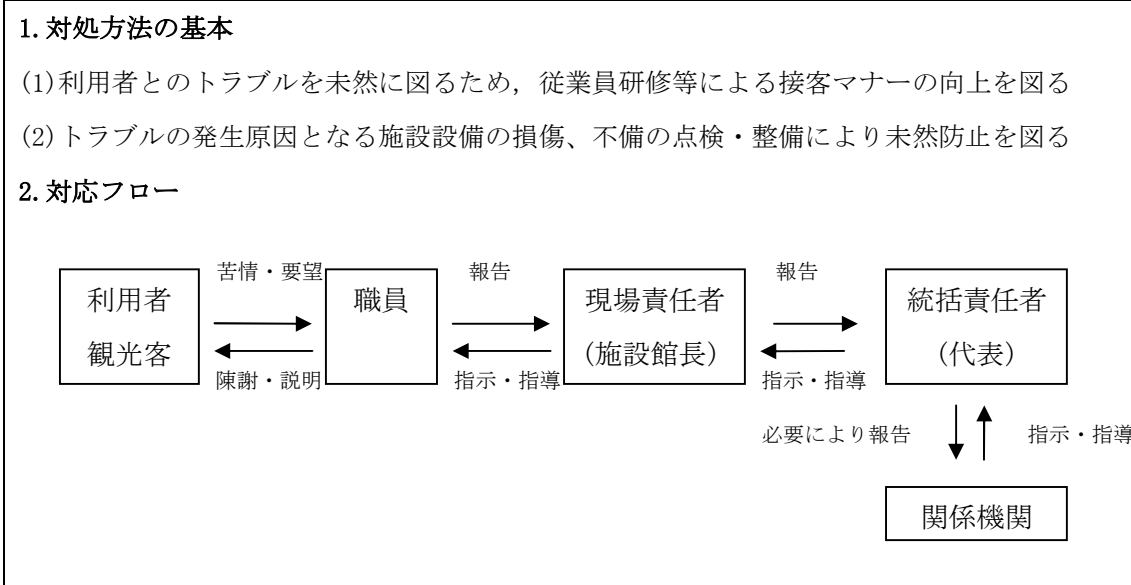 1.対処方法の基本
(1)利用者とのトラブルを未然に図るため，従業員研修等による接客マナーの向上を図る
(2)トラブルの発生原因となる施設設備の損傷、不備の点検・整備により未然防止を図る
2.対応フロー
利用者
観光客
苦情・要望
陳謝・説明
職員
報告
指示・指導
現場責任者
(施設館長)
報告
指示・指導
統括責任者
(代表)
必要により報告
指示・指導
関係機関